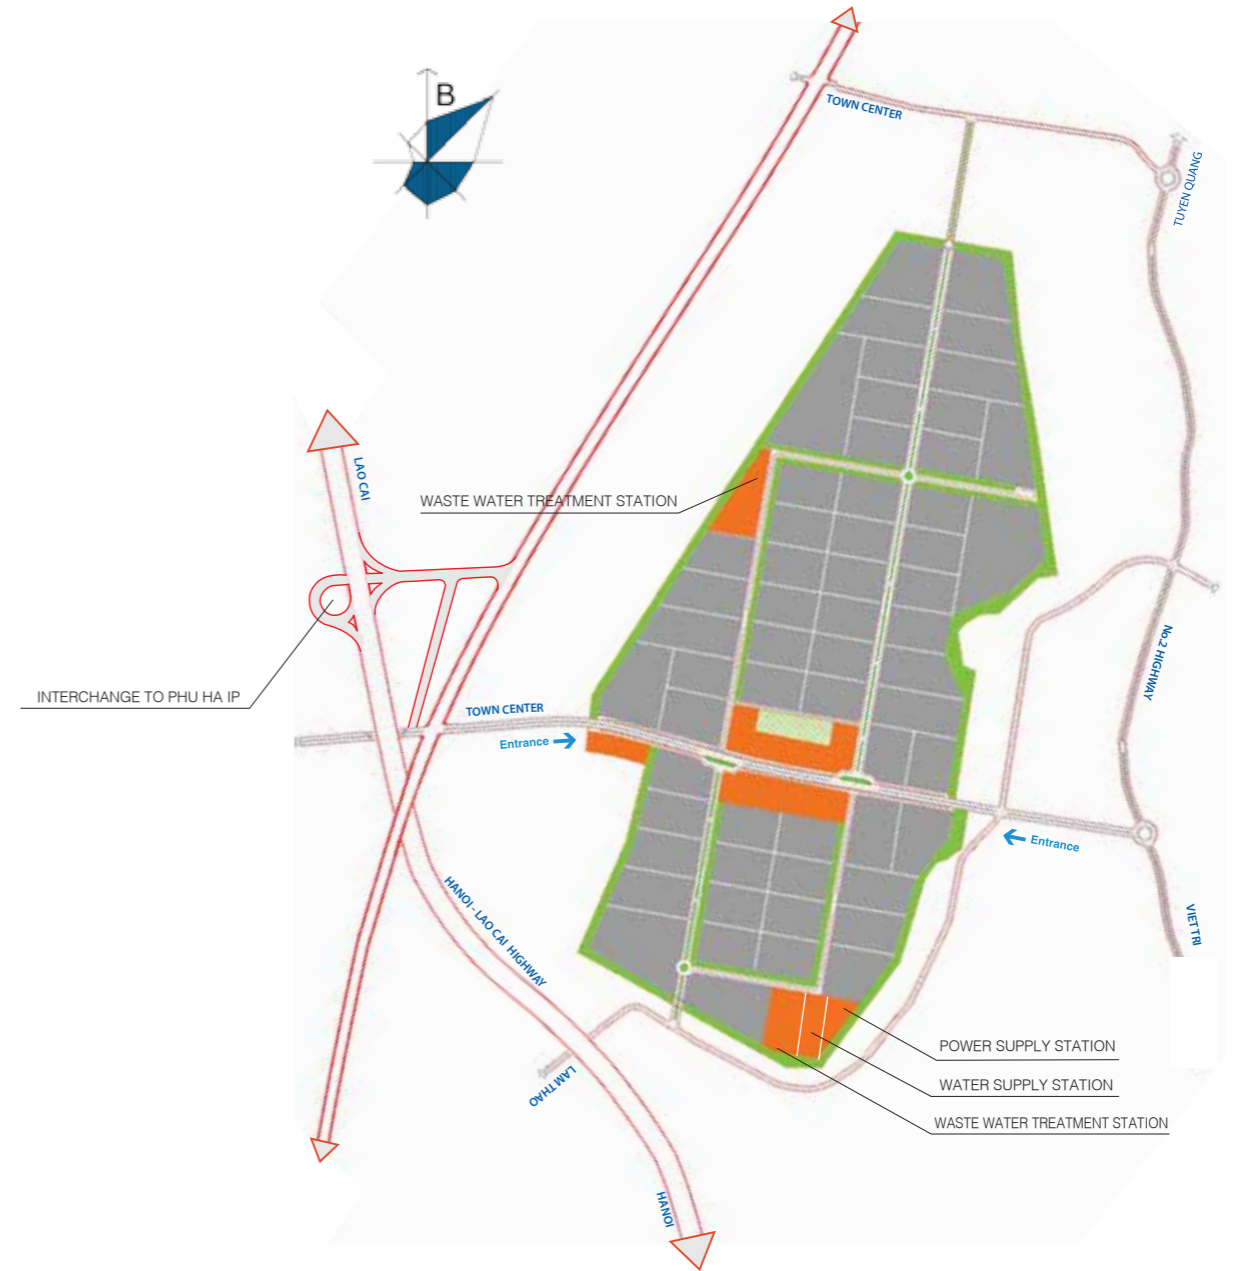 B
TOWN CENTER
TUYEN QUANG
LAO CAI
WASTE WATER TREATMENT STATION
INTERCHANGE TO PHU HA IP
TOWN CENTER
Entrance
No.2 HIGHWAY
Entrance
HANOI - LAO CAI HIGHWAY
VIET TRI
LAM THAO
POWER SUPPLY STATION
WATER SUPPLY STATION
WASTE WATER TREATMENT STATION
HANOI